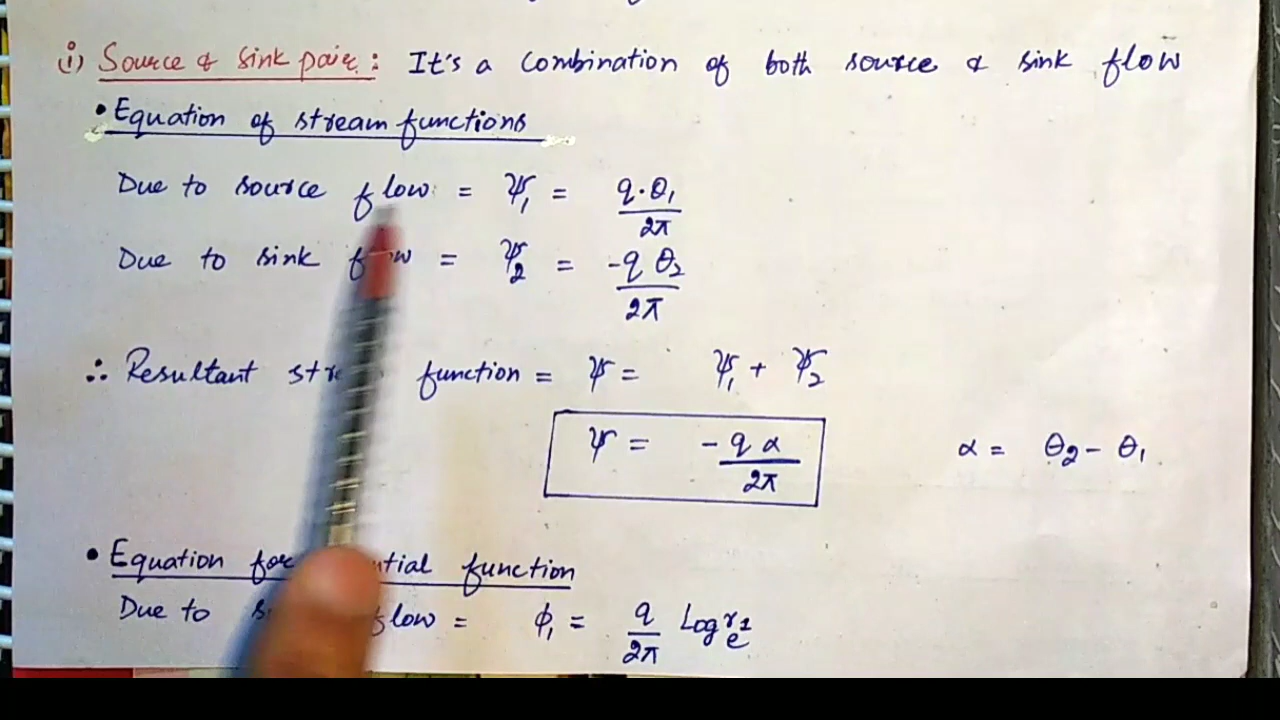 i) Source & sink pair: It's a combination of both source & sink flow
• Equation of stream functions
Due to source flow = ψ₁ = q·θ₁/2π
Due to sink flow = ψ₂ = -q θ₂/2π
∴ Resultant function = ψ = ψ₁ + ψ₂
ψ = -q α/2π α = θ₂ - θ₁
• Equation for function
Due to flow = ϕ₁ = q/2π Logₑ r₁